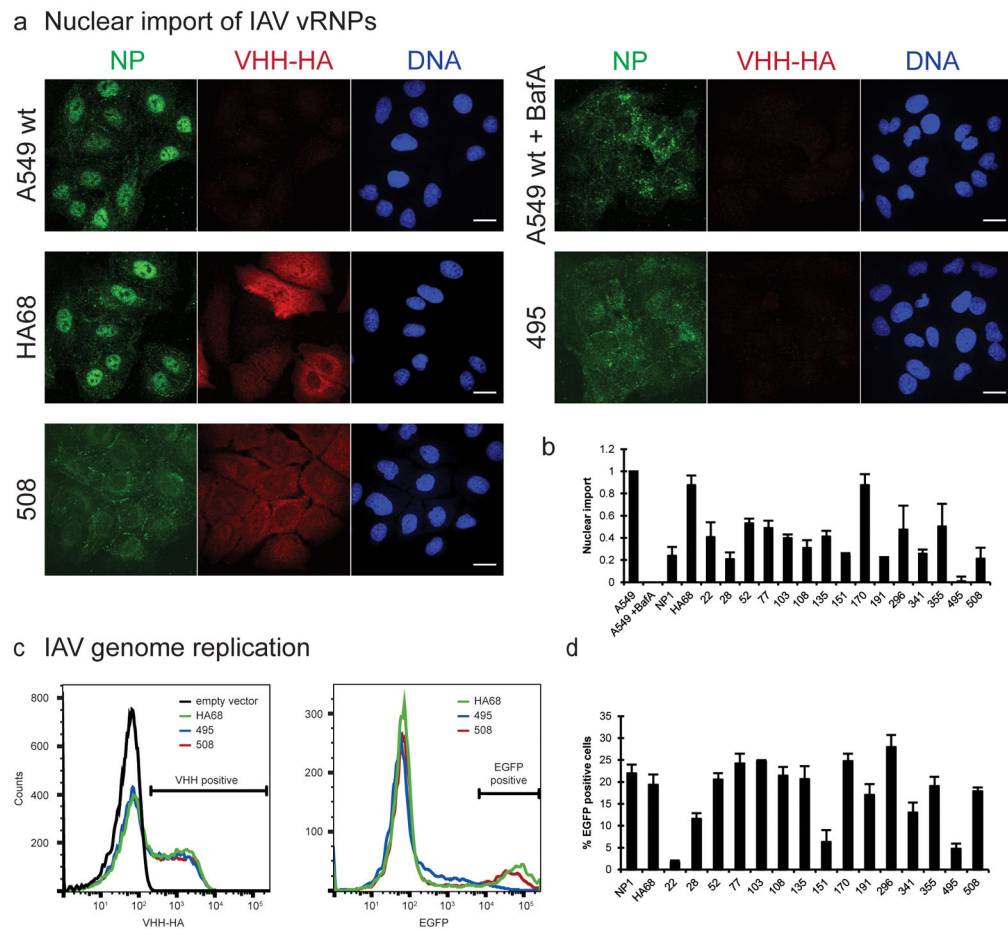 a Nuclear import of IAV vRNPs
NP VHH-HA DNA
A549 wt
HA68
508
NP VHH-HA DNA
A549 wt + BafA
495
b
Nuclear import
1.2
1
0.8
0.6
0.4
0.2
0
A549
A549 +BafA
NP1
HA68
22
28
52
77
103
108
135
151
170
191
296
341
355
495
508
c IAV genome replication
Counts
800
600
400
200
0
empty vector
HA68
495
508
VHH positive
10¹ 10² 10³ 10⁴ 10⁵
VHH-HA
300
200
100
0
HA68
495
508
EGFP
positive
10¹ 10² 10³ 10⁴ 10⁵
EGFP
d
% EGFP positive cells
35
30
25
20
15
10
5
0
NP1
HA68
22
28
52
77
103
108
135
151
170
191
296
341
355
495
508